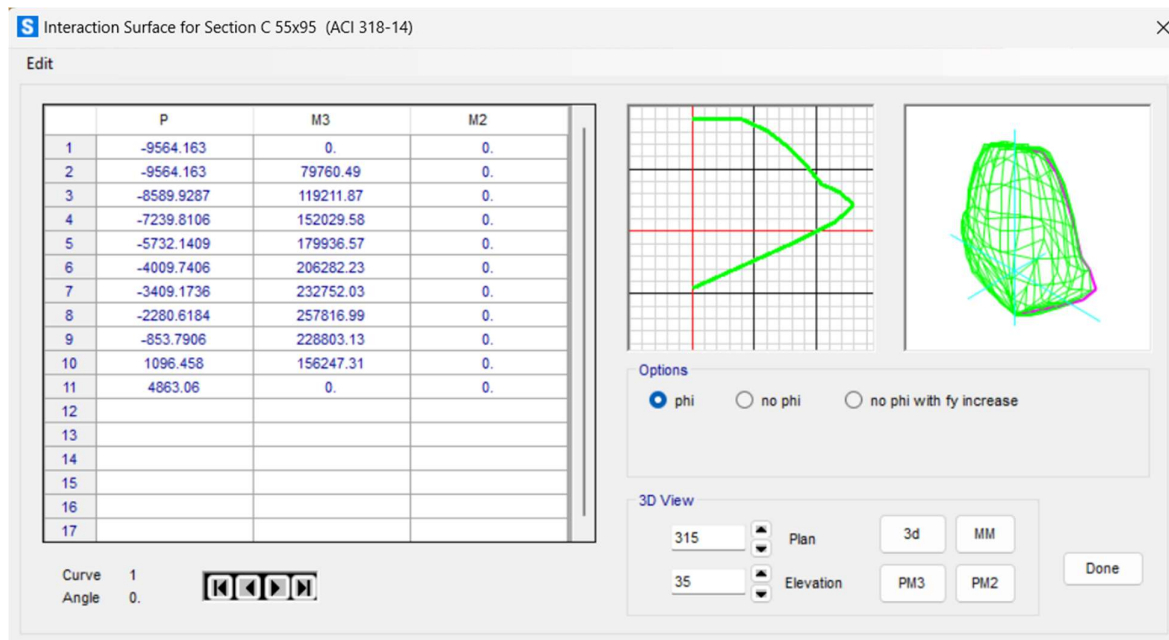 S Interaction Surface for Section C 55x95 (ACI 318-14)
Edit
P M3 M2
1 -9564.163 0. 0.
2 -9564.163 79760.49 0.
3 -8589.9287 119211.87 0.
4 -7239.8106 152029.58 0.
5 -5732.1409 179936.57 0.
6 -4009.7406 206282.23 0.
7 -3409.1736 232752.03 0.
8 -2280.6184 257816.99 0.
9 -853.7906 228803.13 0.
10 1096.458 156247.31 0.
11 4863.06 0. 0.
12
13
14
15
16
17
Curve 1
Angle 0.
Options
phi no phi no phi with fy increase
3D View
315 Plan 3d MM
35 Elevation PM3 PM2
Done